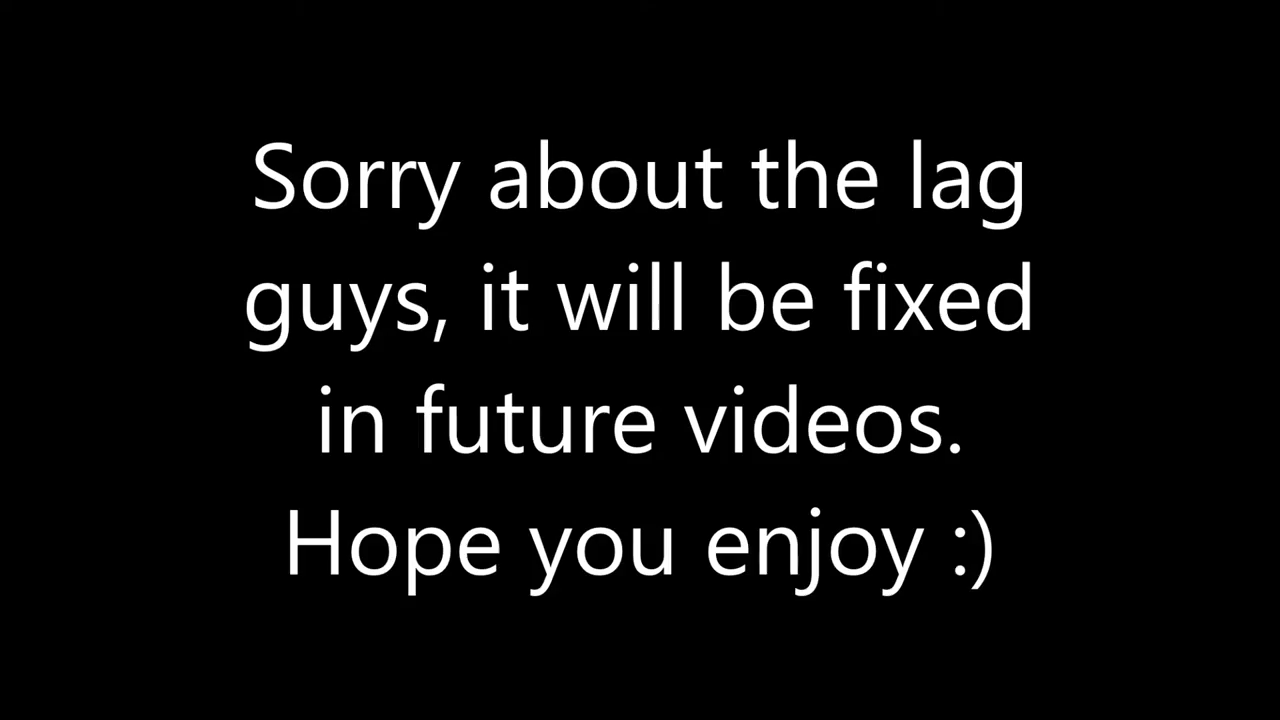 Sorry about the lag
guys, it will be fixed
in future videos.
Hope you enjoy :)